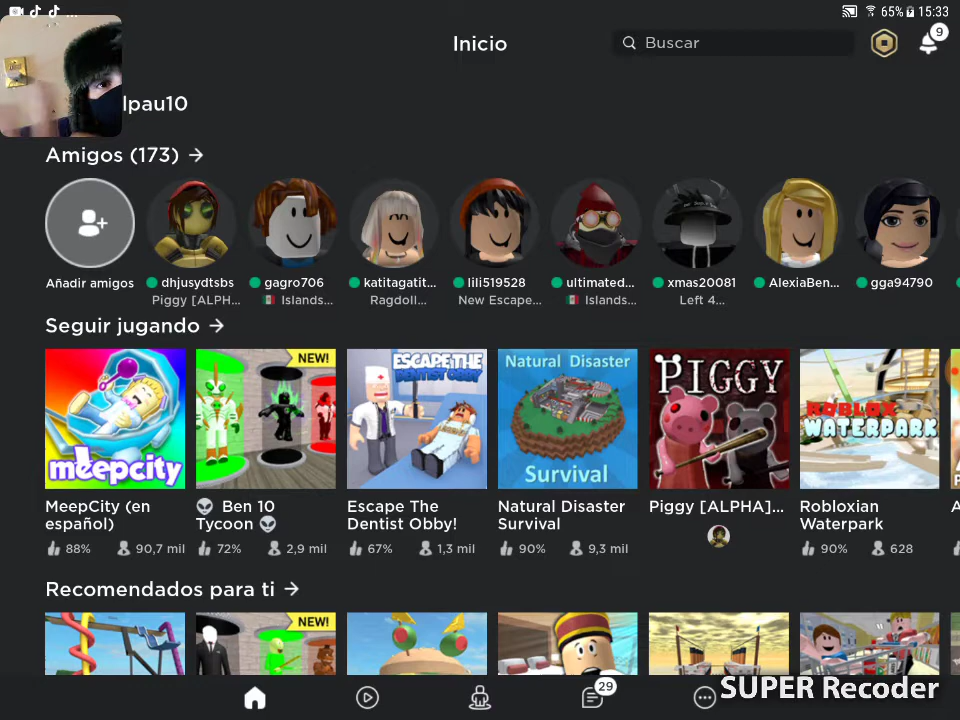 65% 15:33
Inicio
Buscar
9
lpau10
Amigos (173) →
Añadir amigos
dhjusydtsbs
Piggy [ALPH...
gagro706
Islands...
katitagatit...
Ragdoll...
lili519528
New Escape...
ultimated...
Islands...
xmas20081
Left 4...
AlexiaBen...
gga94790
Seguir jugando →
meepcity
NEW!
ESCAPE THE
DENTIST OBBY!
Natural Disaster
Survival
PIGGY
ROBLOX
WATERPARK
MeepCity (en
español)
88% 90,7 mil
Ben 10
Tycoon
72% 2,9 mil
Escape The
Dentist Obby!
67% 1,3 mil
Natural Disaster
Survival
90% 9,3 mil
Piggy [ALPHA]...
Robloxian
Waterpark
90% 628
Recomendados para ti →
NEW!
29
SUPER Recoder